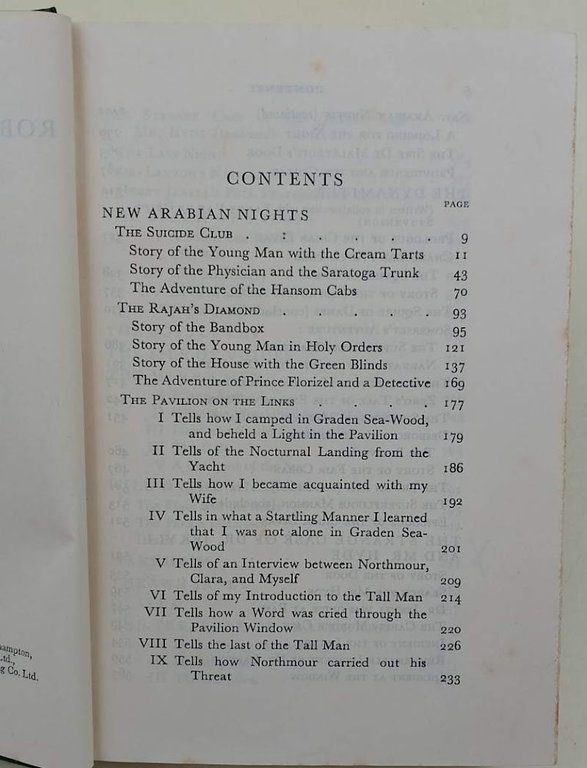 CONTENTS
PAGE
NEW ARABIAN NIGHTS
THE SUICIDE CLUB . : . . . . . 9
Story of the Young Man with the Cream Tarts 11
Story of the Physician and the Saratoga Trunk 43
The Adventure of the Hansom Cabs 70
THE RAJAH'S DIAMOND . . . . . 93
Story of the Bandbox 95
Story of the Young Man in Holy Orders 121
Story of the House with the Green Blinds 137
The Adventure of Prince Florizel and a Detective 169
THE PAVILION ON THE LINKS . . . . 177
I Tells how I camped in Graden Sea-Wood,
and beheld a Light in the Pavilion 179
II Tells of the Nocturnal Landing from the
Yacht 186
III Tells how I became acquainted with my
Wife 192
IV Tells in what a Startling Manner I learned
that I was not alone in Graden Sea-
Wood 201
V Tells of an Interview between Northmour,
Clara, and Myself 209
VI Tells of my Introduction to the Tall Man 214
VII Tells how a Word was cried through the
Pavilion Window 220
VIII Tells the last of the Tall Man 226
IX Tells how Northmour carried out his
Threat 233
Ltd.,
g Co. Ltd.